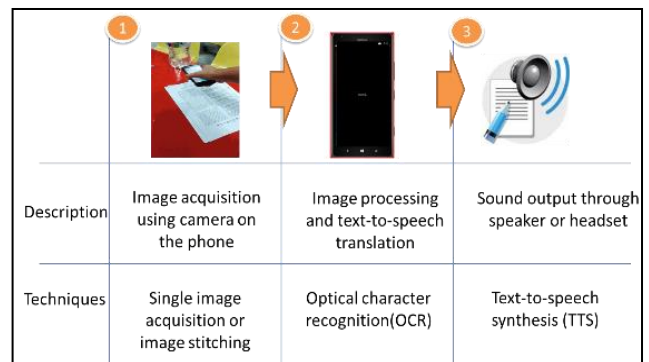 1
2
3
Description
Image acquisition
using camera on
the phone
Image processing
and text-to-speech
translation
Sound output through
speaker or headset
Techniques
Single image
acquisition or
image stitching
Optical character
recognition(OCR)
Text-to-speech
synthesis (TTS)